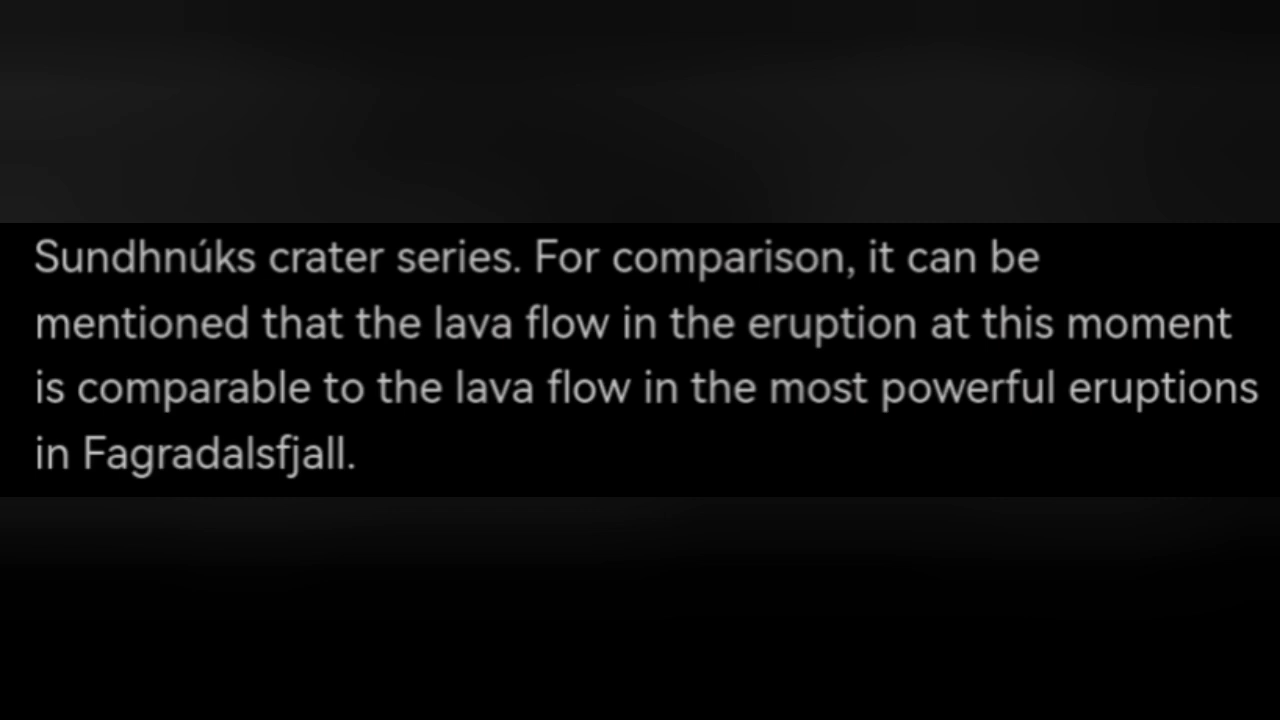 Sundhnúks crater series. For comparison, it can be
mentioned that the lava flow in the eruption at this moment
is comparable to the lava flow in the most powerful eruptions
in Fagradalsfjall.